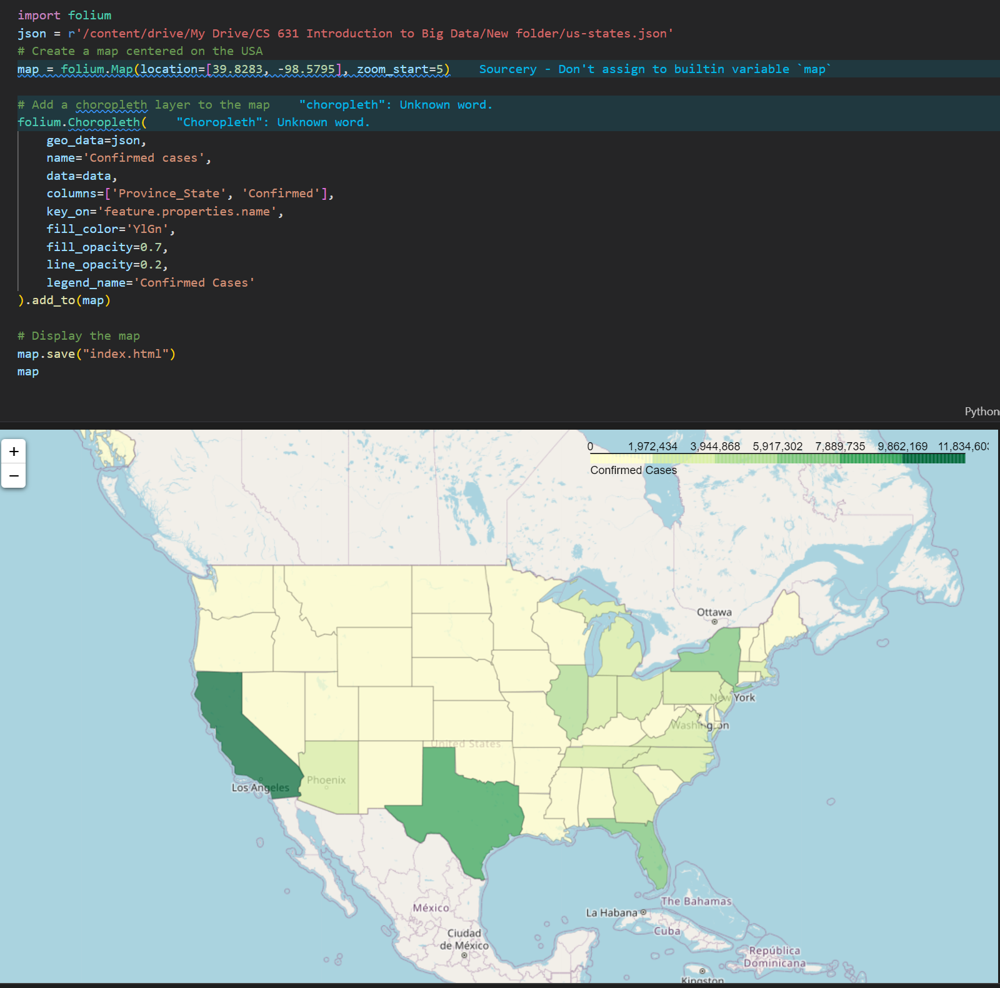 import folium
json = r'/content/drive/My Drive/CS 631 Introduction to Big Data/New folder/us-states.json'
# Create a map centered on the USA
map = folium.Map(location=[39.8283, -98.5795], zoom_start=5)    Sourcery - Don't assign to builtin variable `map`
# Add a choropleth layer to the map    "choropleth": Unknown word.
folium.Choropleth(    "Choropleth": Unknown word.
    geo_data=json,
    name='Confirmed cases',
    data=data,
    columns=['Province_State', 'Confirmed'],
    key_on='feature.properties.name',
    fill_color='YlGn',
    fill_opacity=0.7,
    line_opacity=0.2,
    legend_name='Confirmed Cases'
).add_to(map)
# Display the map
map.save("index.html")
map
Python
+
−
0 1,972,434 3,944,868 5,917,302 7,889,735 9,862,169 11,834,603
Confirmed Cases
Ottawa
New York
Washington
United States
Phoenix
Los Angeles
The Bahamas
México
La Habana
Cuba
Ciudad
de México
República
Dominicana
Kingston